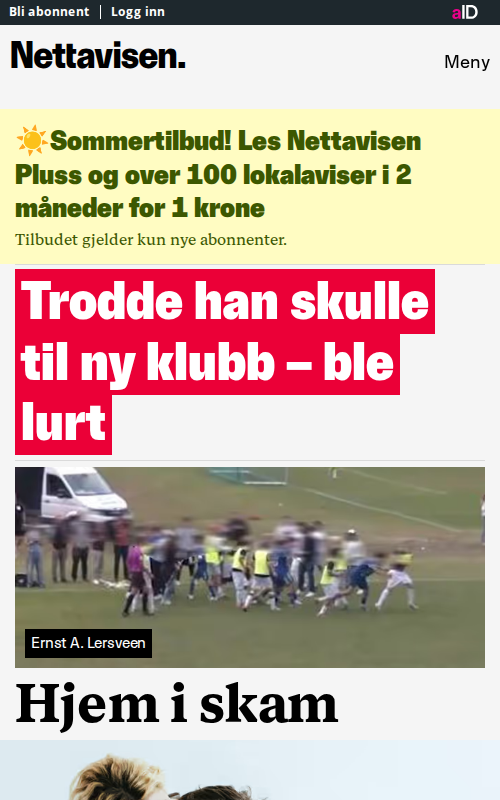 Bli abonnent
Logg inn
aID
Nettavisen.
Meny
☀️Sommertilbud! Les Nettavisen
Pluss og over 100 lokalaviser i 2
måneder for 1 krone
Tilbudet gjelder kun nye abonnenter.
Trodde han skulle
til ny klubb – ble
lurt
Ernst A. Lersveen
Hjem i skam